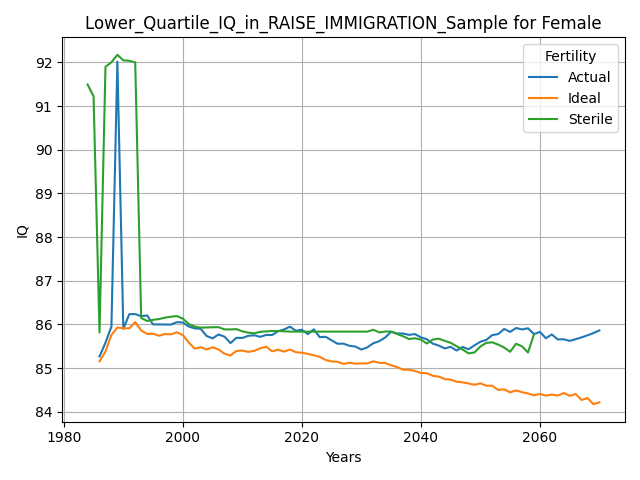 Lower_Quartile_IQ_in_RAISE_IMMIGRATION_Sample for Female
Fertility
Actual
Ideal
Sterile
IQ
92
91
90
89
88
87
86
85
84
1980
2000
2020
2040
2060
Years